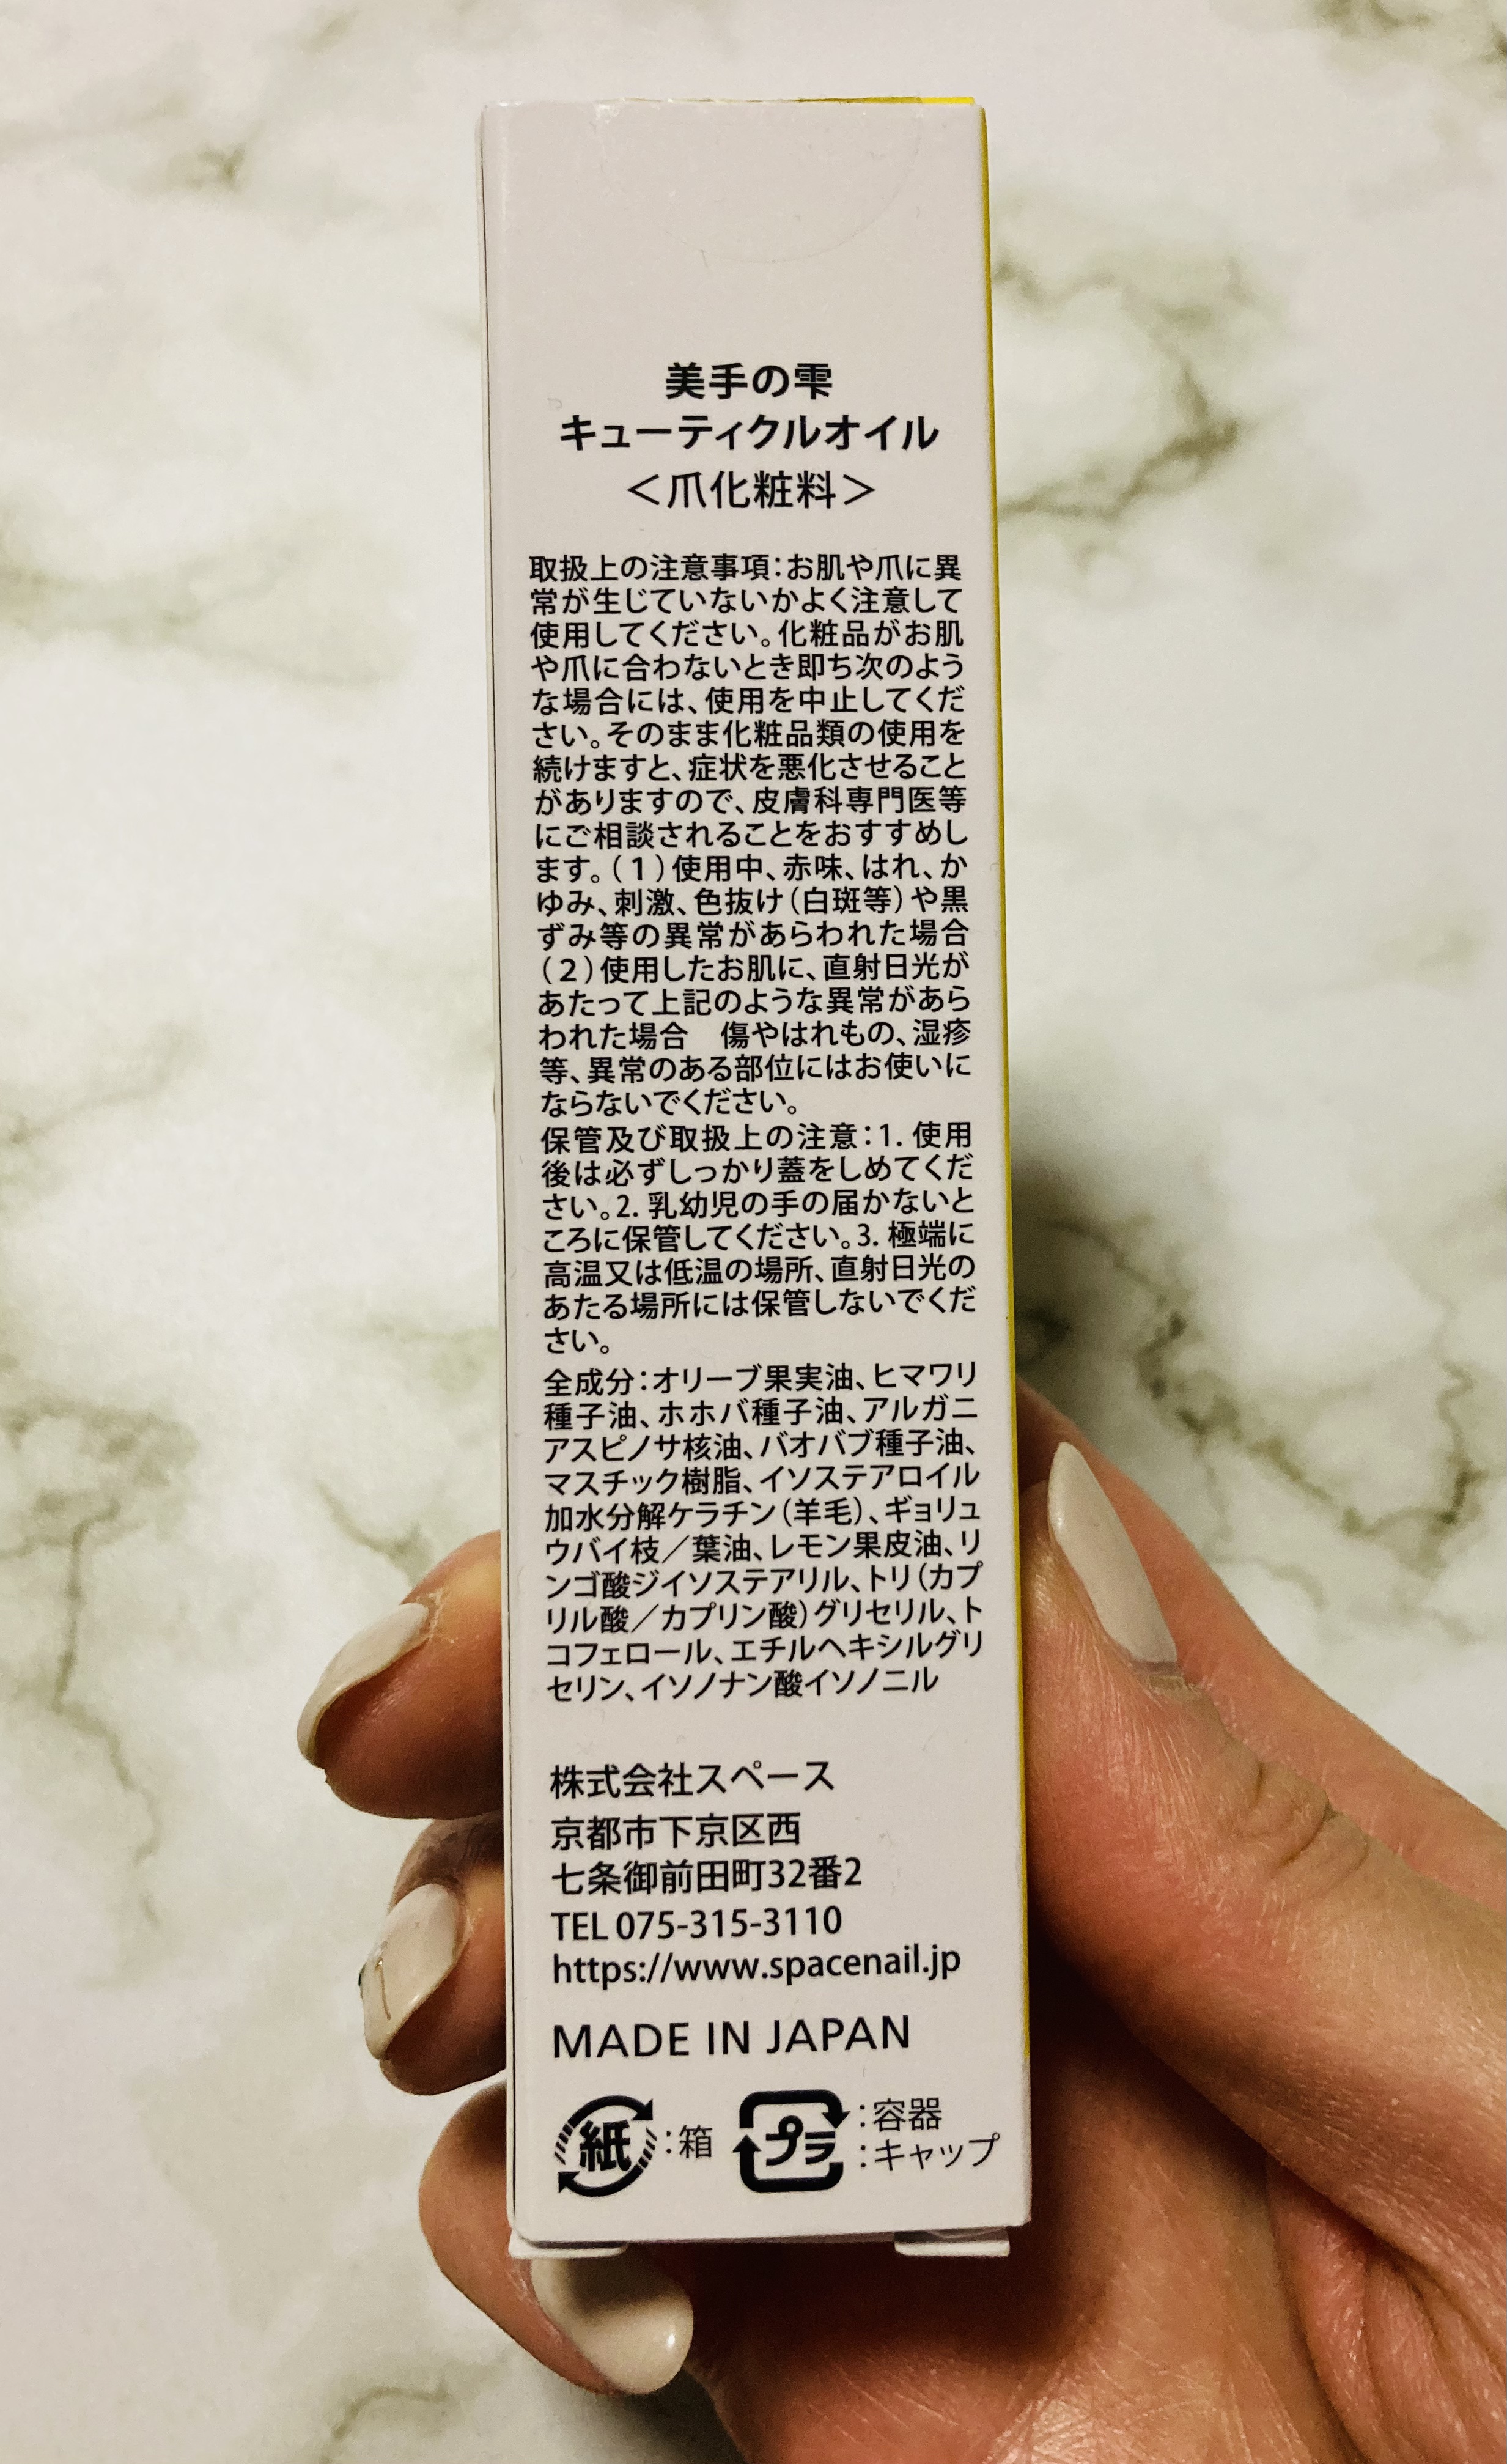 美手の雫
キューティクルオイル
＜爪化粧料＞
取扱上の注意事項：お肌や爪に異
常が生じていないかよく注意して
使用してください。化粧品がお肌
や爪に合わないとき即ち次のよう
な場合には、使用を中止してくだ
さい。そのまま化粧品類の使用を
続けますと、症状を悪化させること
がありますので、皮膚科専門医等
にご相談されることをおすすめし
ます。（1）使用中、赤味、はれ、か
ゆみ、刺激、色抜け（白斑等）や黒
ずみ等の異常があらわれた場合
（2）使用したお肌に、直射日光が
あたって上記のような異常があら
われた場合　傷やはれもの、湿疹
等、異常のある部位にはお使いに
ならないでください。
保管及び取扱上の注意：1. 使用
後は必ずしっかり蓋をしめてくだ
さい。2. 乳幼児の手の届かないと
ころに保管してください。3. 極端に
高温又は低温の場所、直射日光の
あたる場所には保管しないでくだ
さい。
全成分：オリーブ果実油、ヒマワリ
種子油、ホホバ種子油、アルガニ
アスピノサ核油、バオバブ種子油、
マスチック樹脂、イソステアロイル
加水分解ケラチン（羊毛）、ギョリュ
ウバイ枝／葉油、レモン果皮油、リ
ンゴ酸ジイソステアリル、トリ（カプ
リル酸／カプリン酸）グリセリル、ト
コフェロール、エチルヘキシルグリ
セリン、イソノナン酸イソノニル
株式会社スペース
京都市下京区西
七条御前田町32番2
TEL 075-315-3110
https://www.spacenail.jp
MADE IN JAPAN
紙：箱 プラ：容器
：キャップ